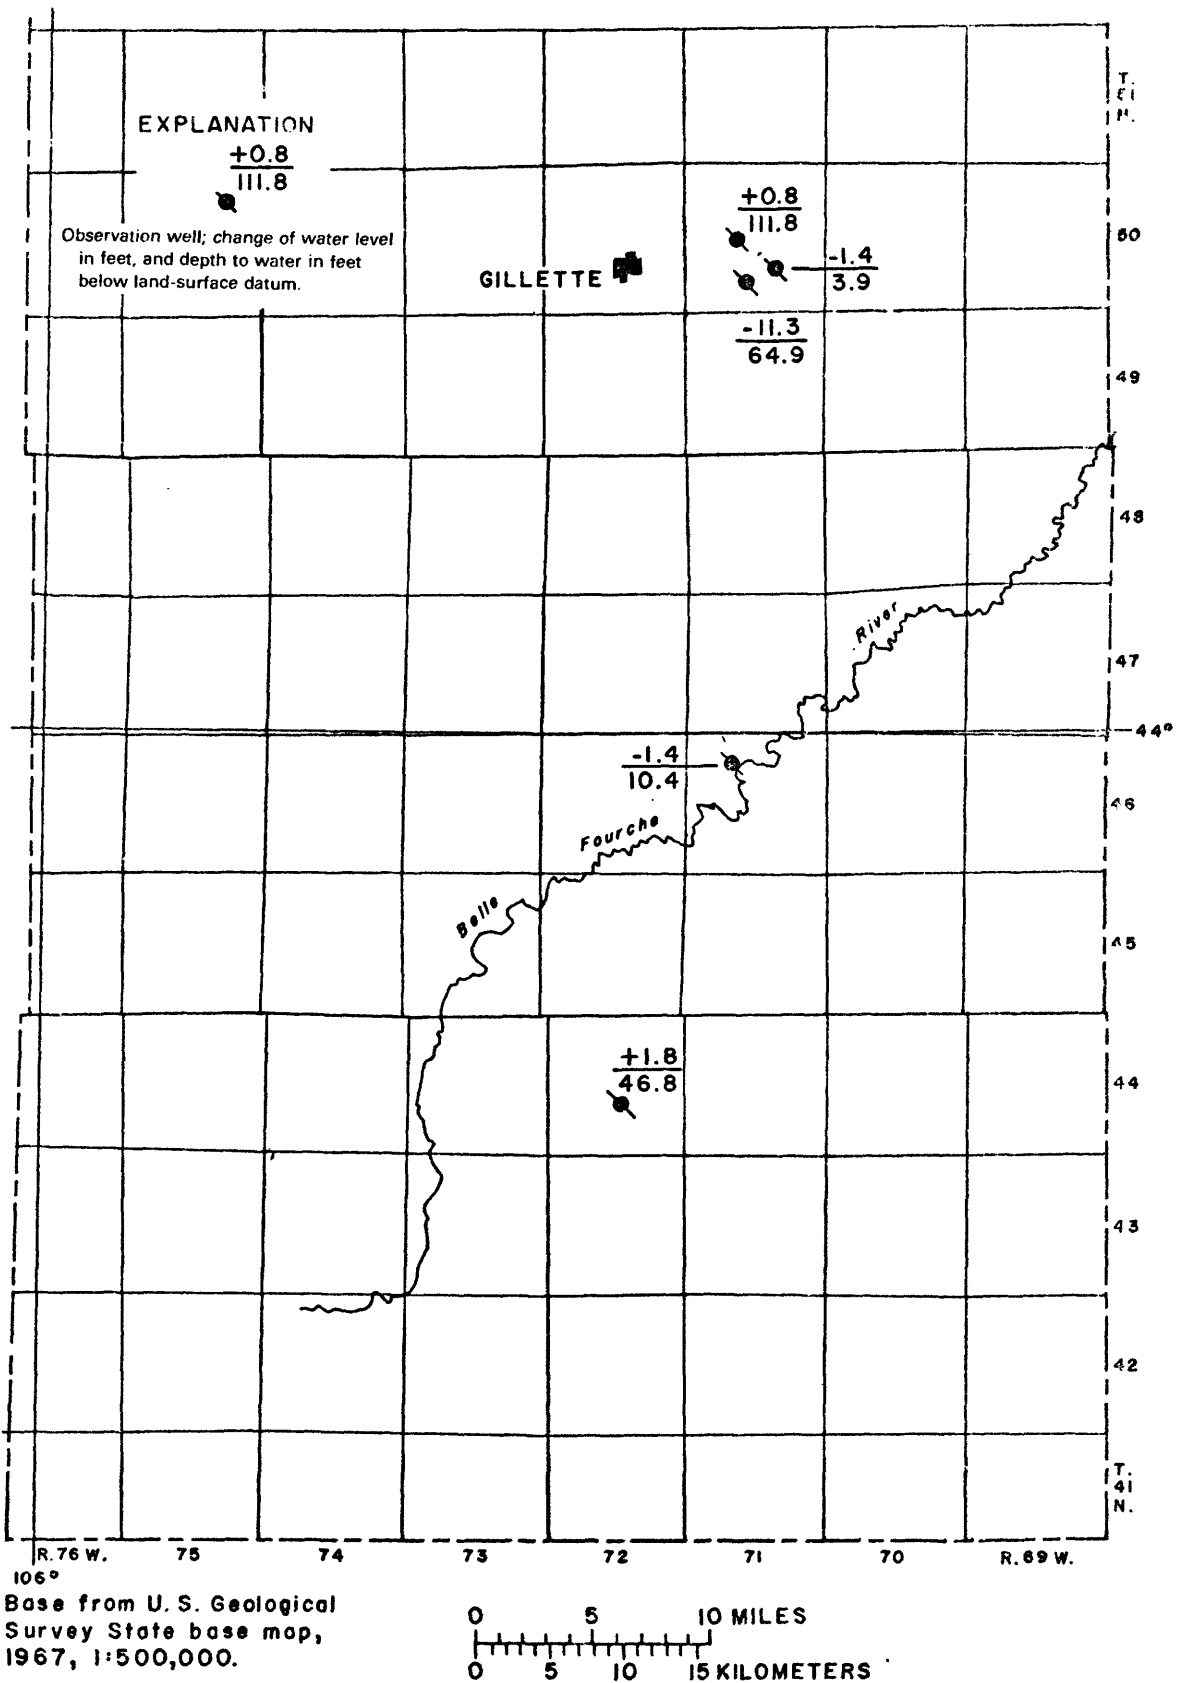 T.
51
N.
EXPLANATION
+0.8
111.8
Observation well; change of water level
in feet, and depth to water in feet
below land-surface datum.
+0.8
111.8
50
GILLETTE
-1.4
3.9
-11.3
64.9
49
48
River
47
44°
-1.4
10.4
46
Fourche
Belle
45
+1.8
46.8
44
43
42
T.
41
N.
R. 76 W. 75 74 73 72 71 70 R. 69 W.
106°
Base from U. S. Geological
Survey State base map,
1967, 1:500,000.
0 5 10 MILES
0 5 10 15 KILOMETERS